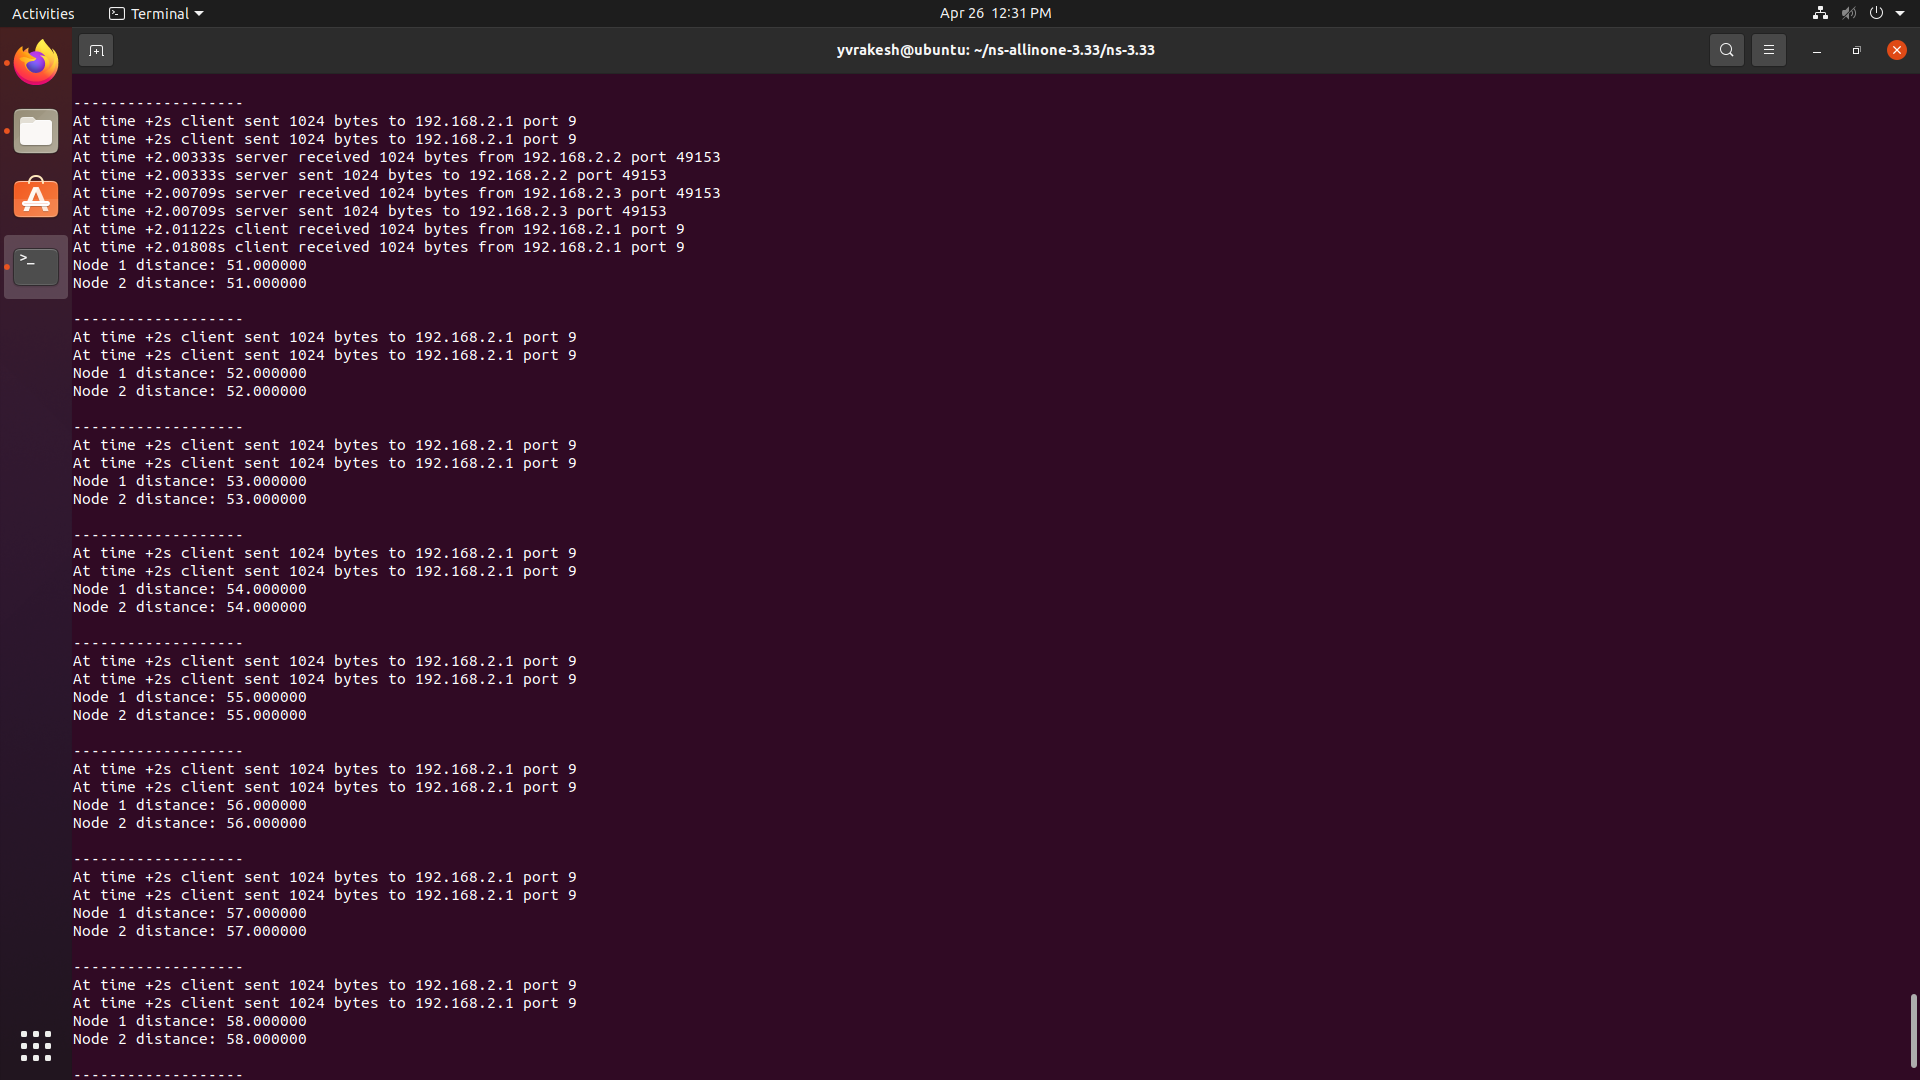 Activities
Terminal
Apr 26 12:31 PM
yvrakesh@ubuntu: ~/ns-allinone-3.33/ns-3.33
-------------------
At time +2s client sent 1024 bytes to 192.168.2.1 port 9
At time +2s client sent 1024 bytes to 192.168.2.1 port 9
At time +2.00333s server received 1024 bytes from 192.168.2.2 port 49153
At time +2.00333s server sent 1024 bytes to 192.168.2.2 port 49153
At time +2.00709s server received 1024 bytes from 192.168.2.3 port 49153
At time +2.00709s server sent 1024 bytes to 192.168.2.3 port 49153
At time +2.01122s client received 1024 bytes from 192.168.2.1 port 9
At time +2.01808s client received 1024 bytes from 192.168.2.1 port 9
Node 1 distance: 51.000000
Node 2 distance: 51.000000
-------------------
At time +2s client sent 1024 bytes to 192.168.2.1 port 9
At time +2s client sent 1024 bytes to 192.168.2.1 port 9
Node 1 distance: 52.000000
Node 2 distance: 52.000000
-------------------
At time +2s client sent 1024 bytes to 192.168.2.1 port 9
At time +2s client sent 1024 bytes to 192.168.2.1 port 9
Node 1 distance: 53.000000
Node 2 distance: 53.000000
-------------------
At time +2s client sent 1024 bytes to 192.168.2.1 port 9
At time +2s client sent 1024 bytes to 192.168.2.1 port 9
Node 1 distance: 54.000000
Node 2 distance: 54.000000
-------------------
At time +2s client sent 1024 bytes to 192.168.2.1 port 9
At time +2s client sent 1024 bytes to 192.168.2.1 port 9
Node 1 distance: 55.000000
Node 2 distance: 55.000000
-------------------
At time +2s client sent 1024 bytes to 192.168.2.1 port 9
At time +2s client sent 1024 bytes to 192.168.2.1 port 9
Node 1 distance: 56.000000
Node 2 distance: 56.000000
-------------------
At time +2s client sent 1024 bytes to 192.168.2.1 port 9
At time +2s client sent 1024 bytes to 192.168.2.1 port 9
Node 1 distance: 57.000000
Node 2 distance: 57.000000
-------------------
At time +2s client sent 1024 bytes to 192.168.2.1 port 9
At time +2s client sent 1024 bytes to 192.168.2.1 port 9
Node 1 distance: 58.000000
Node 2 distance: 58.000000
-------------------